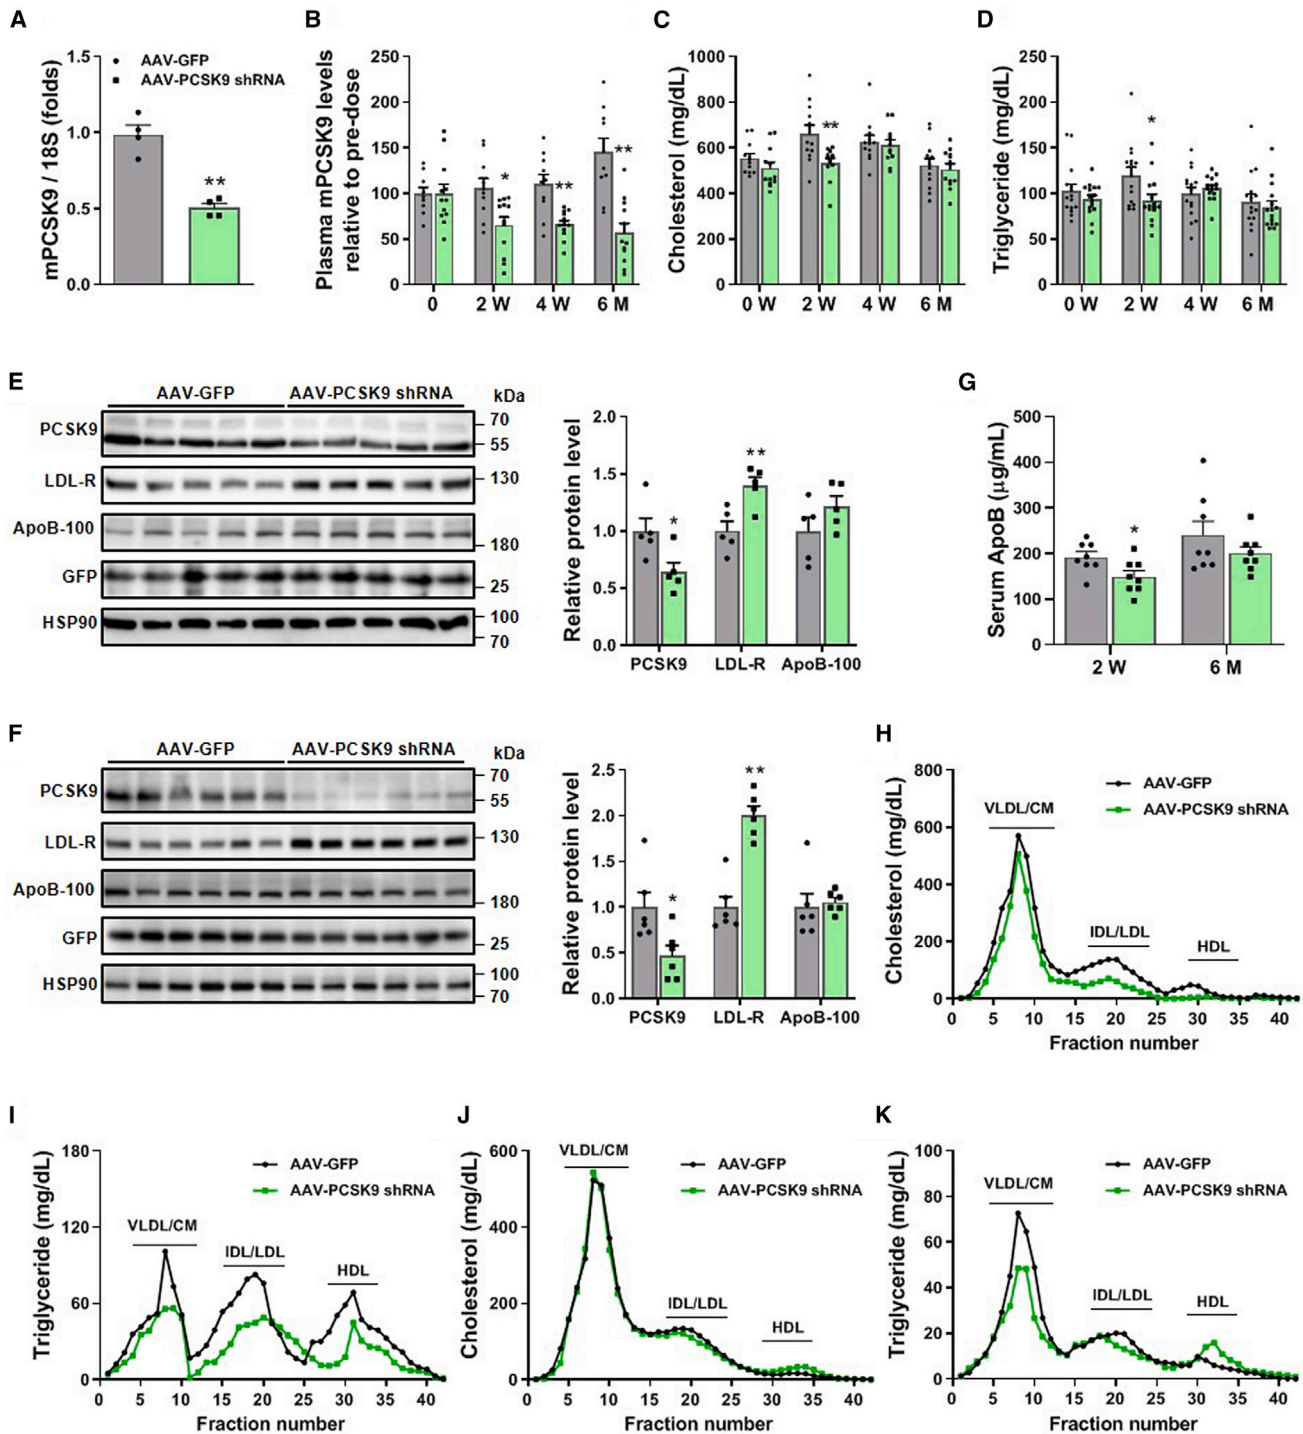 A
mPCSK9 / 18S (folds)
1.5
1.0
0.5
0.0
AAV-GFP
AAV-PCSK9 shRNA
**
B
Plasma mPCSK9 levels
relative to pre-dose
250
200
150
100
50
0
* ** **
0 2 W 4 W 6 M
C
Cholesterol (mg/dL)
1000
800
600
400
200
0
**
0 W 2 W 4 W 6 M
D
Triglyceride (mg/dL)
250
200
150
100
50
0
*
0 W 2 W 4 W 6 M
E
AAV-GFP AAV-PCSK9 shRNA kDa
PCSK9 70
55
LDL-R 130
ApoB-100 180
GFP 25
HSP90 100
70
Relative protein level
2.0
1.5
1.0
0.5
0.0
* **
PCSK9 LDL-R ApoB-100
G
Serum ApoB (μg/mL)
500
400
300
200
100
0
*
2 W 6 M
F
AAV-GFP AAV-PCSK9 shRNA kDa
PCSK9 70
55
LDL-R 130
ApoB-100 180
GFP 25
HSP90 100
70
Relative protein level
2.5
2.0
1.5
1.0
0.5
0.0
* **
PCSK9 LDL-R ApoB-100
H
Cholesterol (mg/dL)
800
600
400
200
0
AAV-GFP
AAV-PCSK9 shRNA
VLDL/CM
IDL/LDL
HDL
0 5 10 15 20 25 30 35 40
Fraction number
I
Triglyceride (mg/dL)
180
120
60
0
AAV-GFP
AAV-PCSK9 shRNA
VLDL/CM
IDL/LDL
HDL
0 5 10 15 20 25 30 35 40
Fraction number
J
Cholesterol (mg/dL)
600
400
200
0
VLDL/CM
AAV-GFP
AAV-PCSK9 shRNA
IDL/LDL
HDL
0 5 10 15 20 25 30 35 40
Fraction number
K
Triglyceride (mg/dL)
100
80
60
40
20
0
AAV-GFP
AAV-PCSK9 shRNA
VLDL/CM
IDL/LDL
HDL
0 5 10 15 20 25 30 35 40
Fraction number